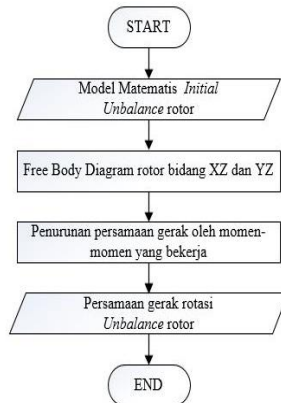 START
Model Matematis Initial
Unbalance rotor
Free Body Diagram rotor bidang XZ dan YZ
Penurunan persamaan gerak oleh momen-
momen yang bekerja
Persamaan gerak rotasi
Unbalance rotor
END